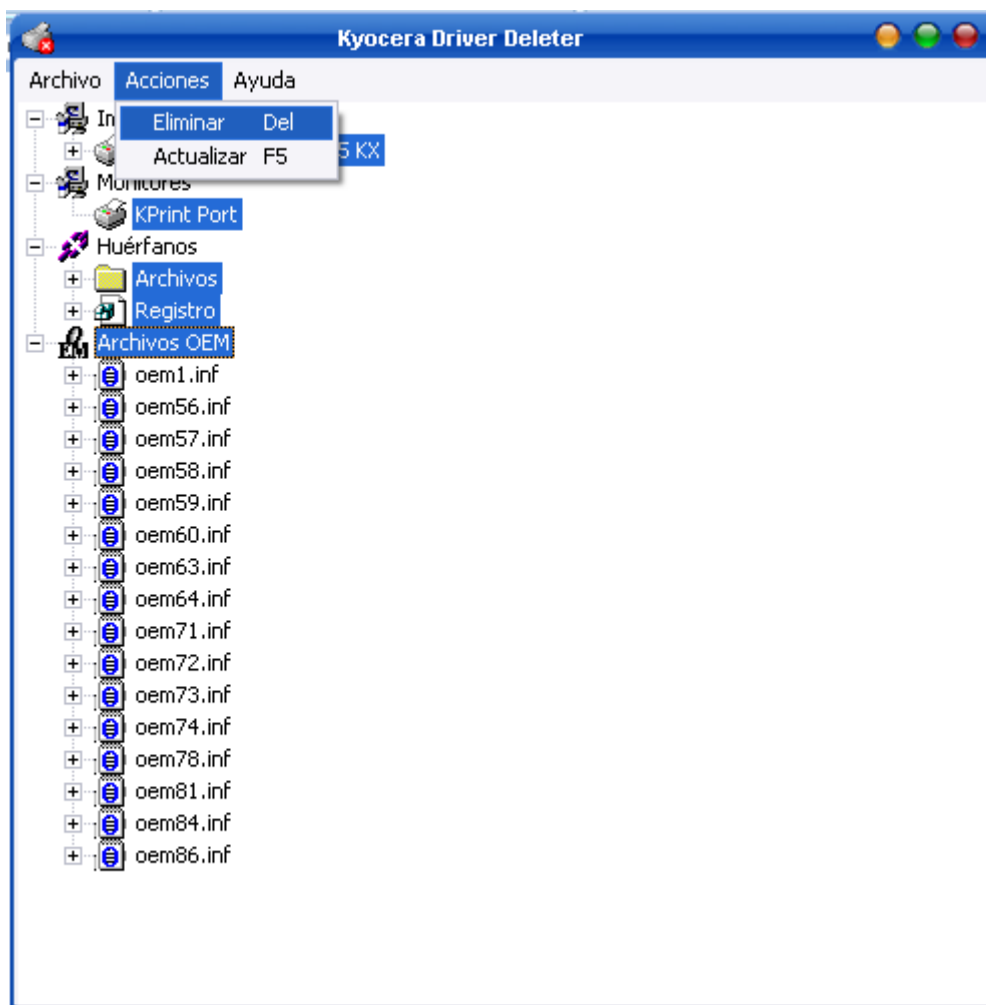 Kyocera Driver Deleter
Archivo Acciones Ayuda
Eliminar Del
Actualizar F5
In
5 KX
Monitores
KPrint Port
Huérfanos
Archivos
Registro
Archivos OEM
oem1.inf
oem56.inf
oem57.inf
oem58.inf
oem59.inf
oem60.inf
oem63.inf
oem64.inf
oem71.inf
oem72.inf
oem73.inf
oem74.inf
oem78.inf
oem81.inf
oem84.inf
oem86.inf